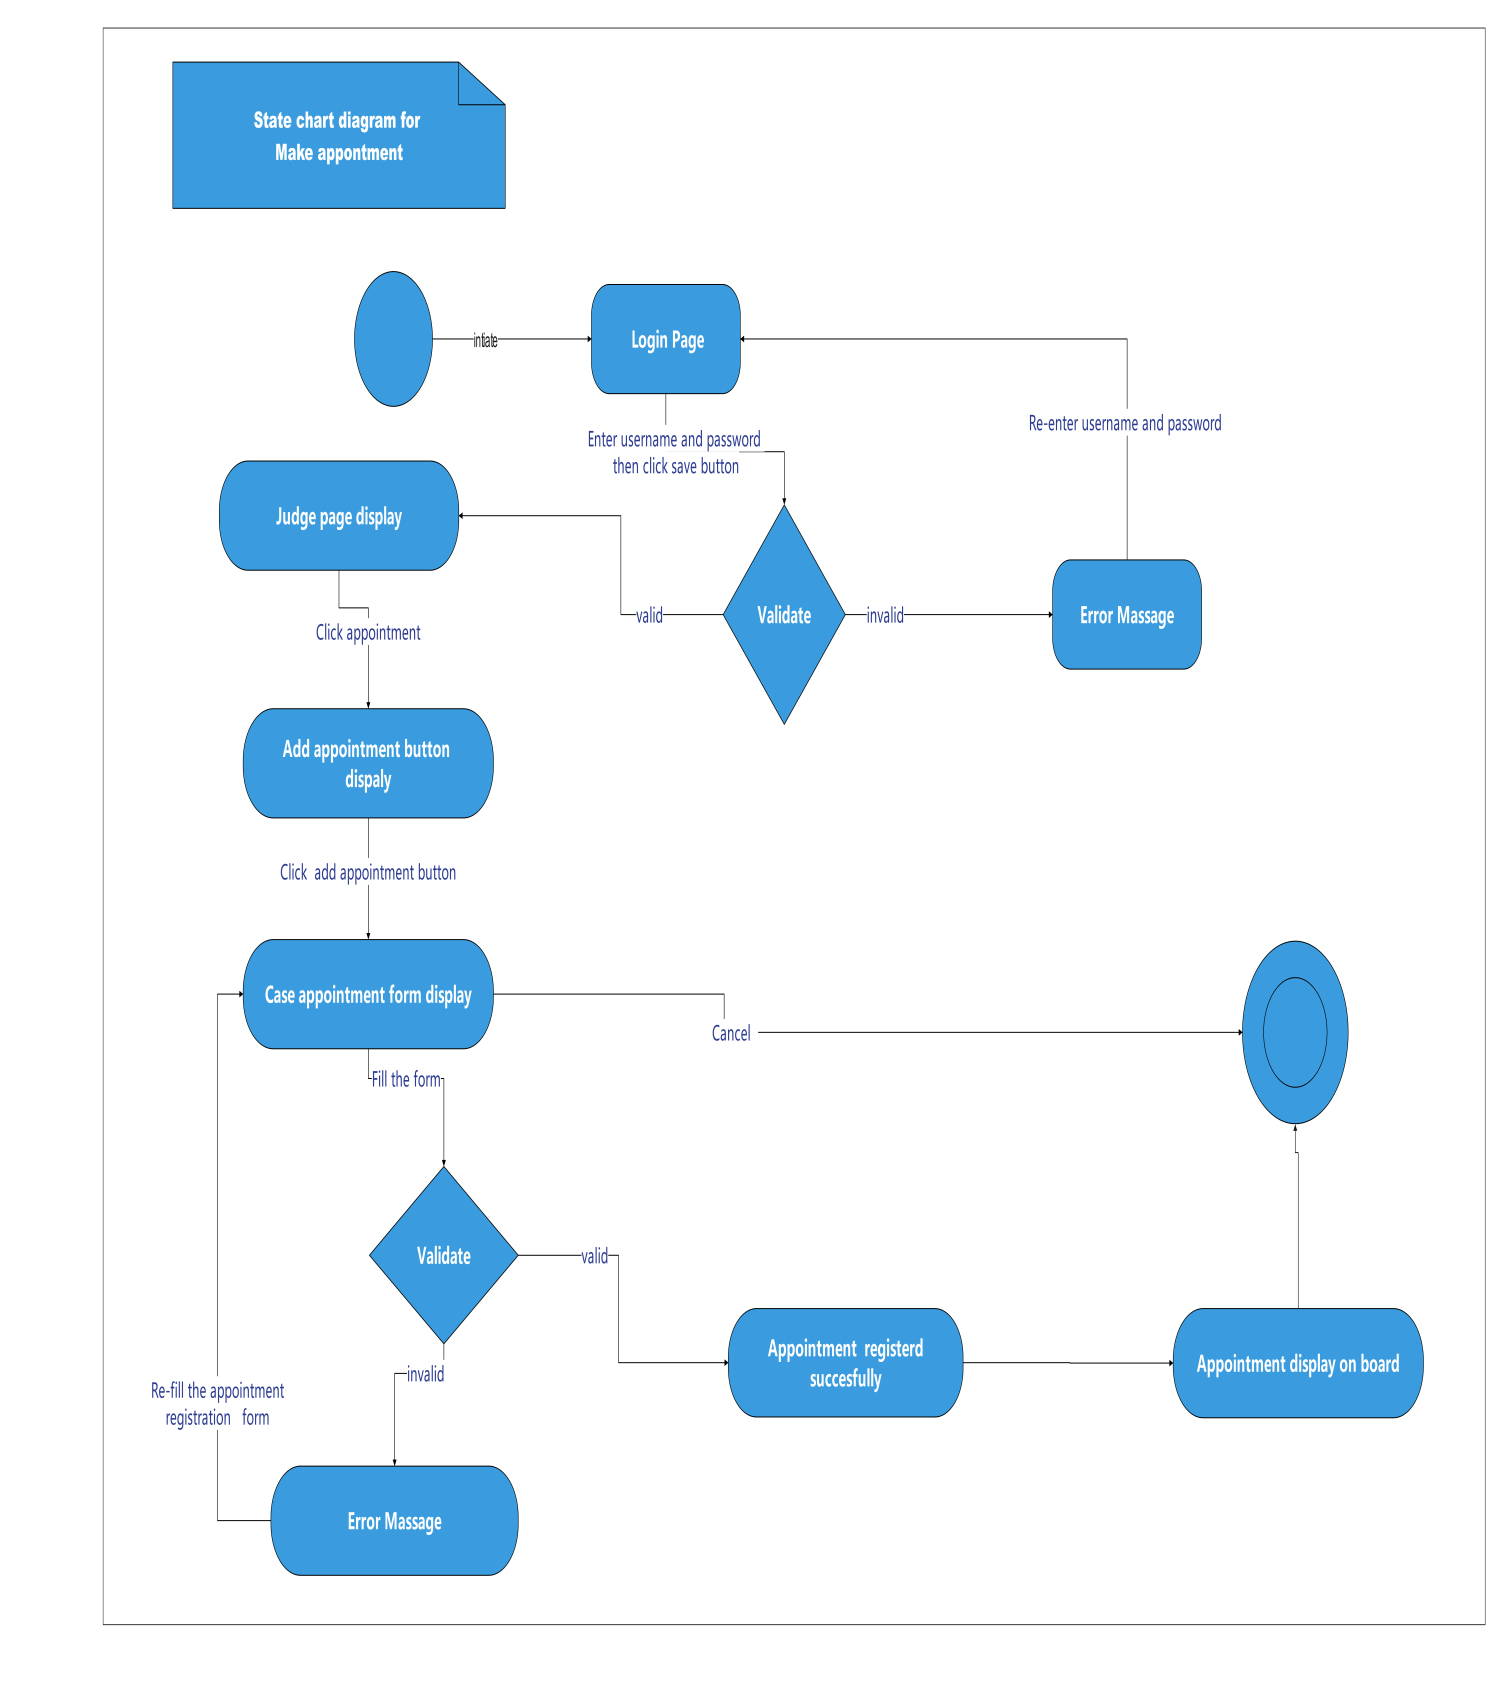 State chart diagram for
Make appontment
intiate
Login Page
Enter username and password
then click save button
Re-enter username and password
Judge page display
valid
Validate
invalid
Error Massage
Click appointment
Add appointment button
dispaly
Click add appointment button
Case appointment form display
Cancel
Fill the form
Validate
valid
invalid
Appointment registerd
succesfully
Appointment display on board
Re-fill the appointment
registration form
Error Massage